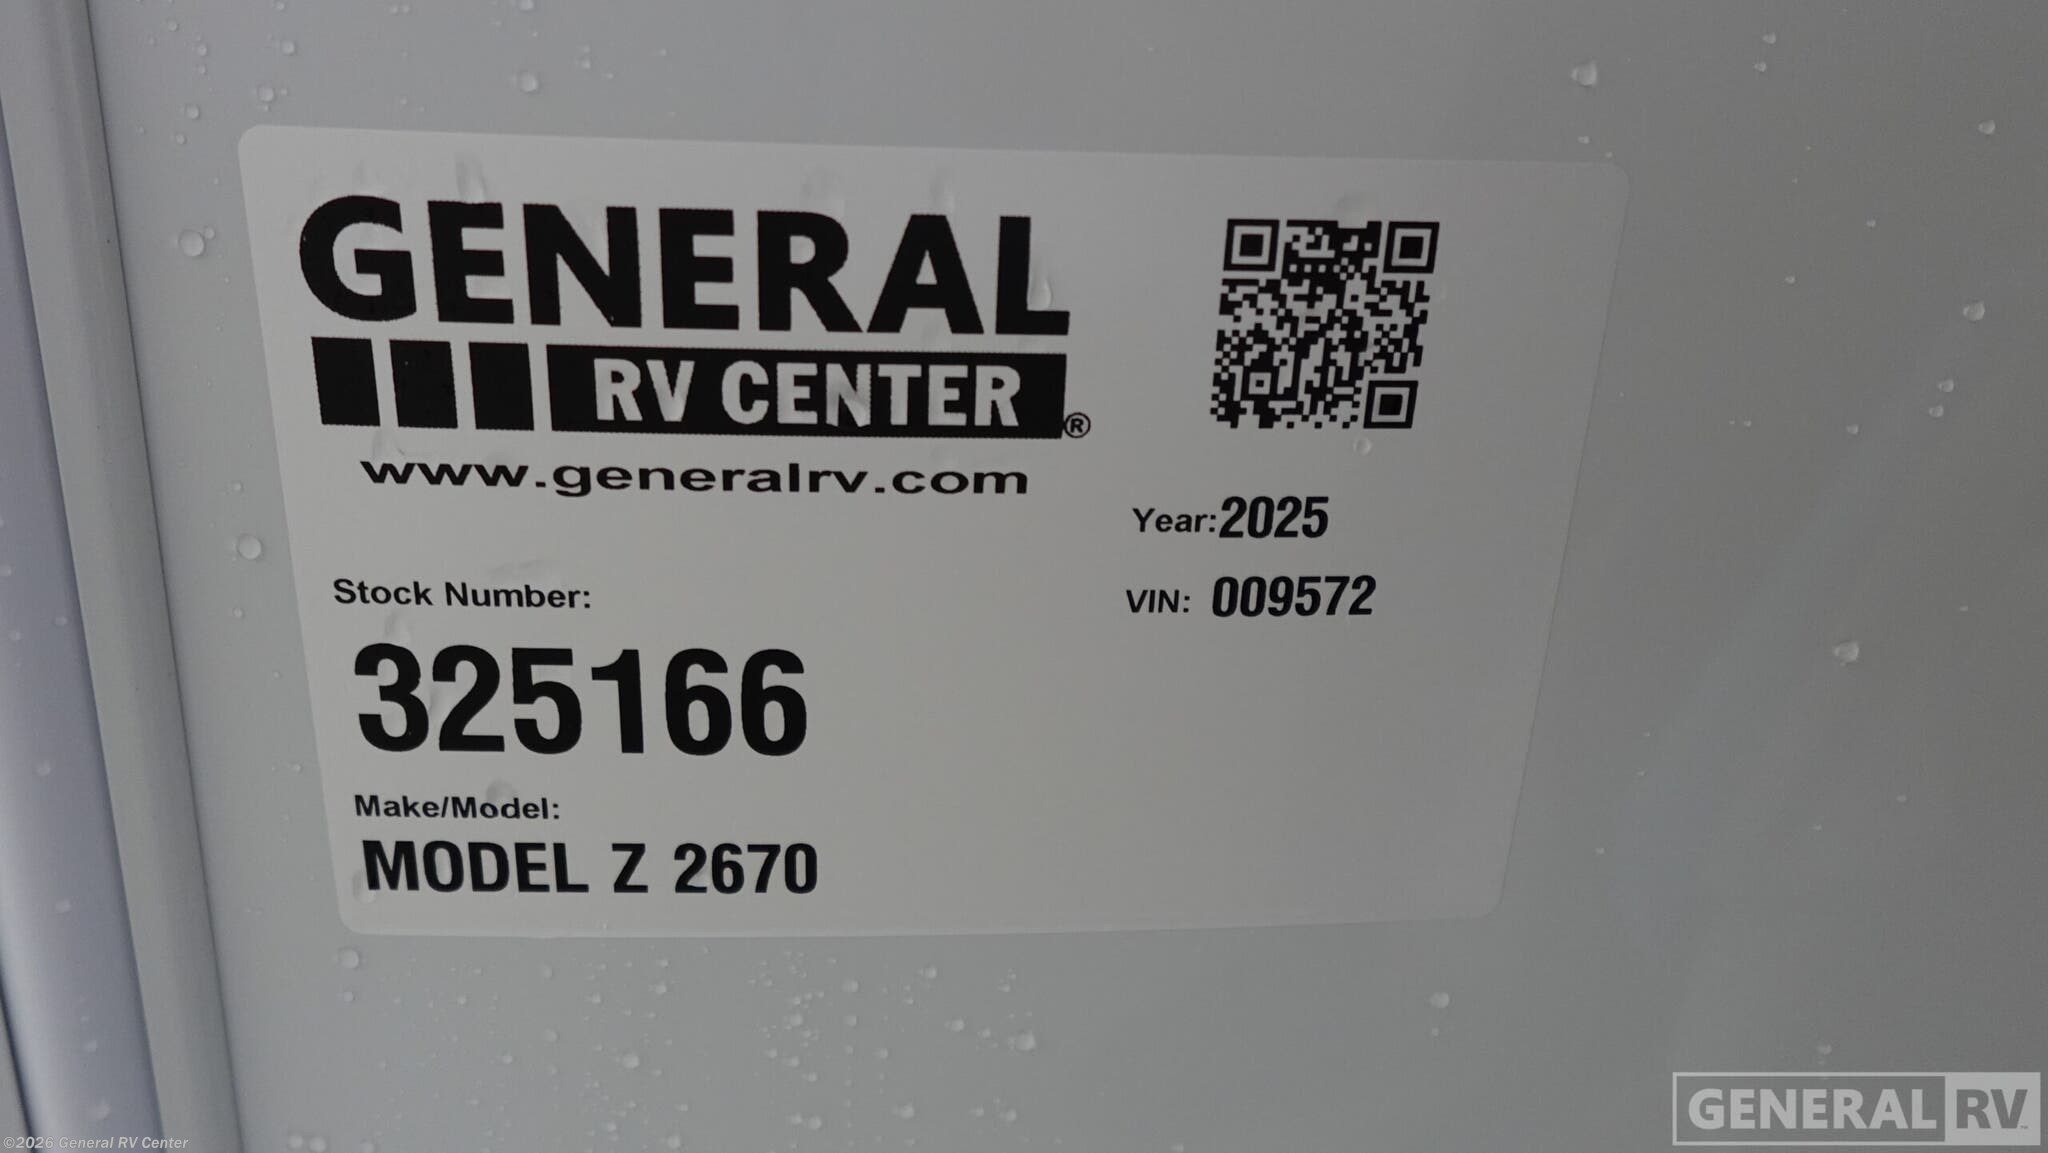 GENERAL
RV CENTER®
www.generalrv.com
Year: 2025
VIN: 009572
Stock Number:
325166
Make/Model:
MODEL Z 2670
GENERAL RV™
©2026 General RV Center